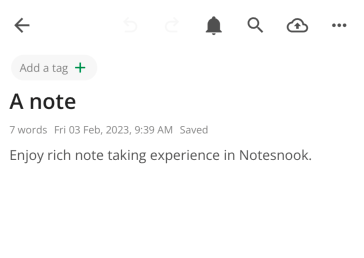 Add a tag
A note
7 words Fri 03 Feb, 2023, 9:39 AM Saved
Enjoy rich note taking experience in Notesnook.